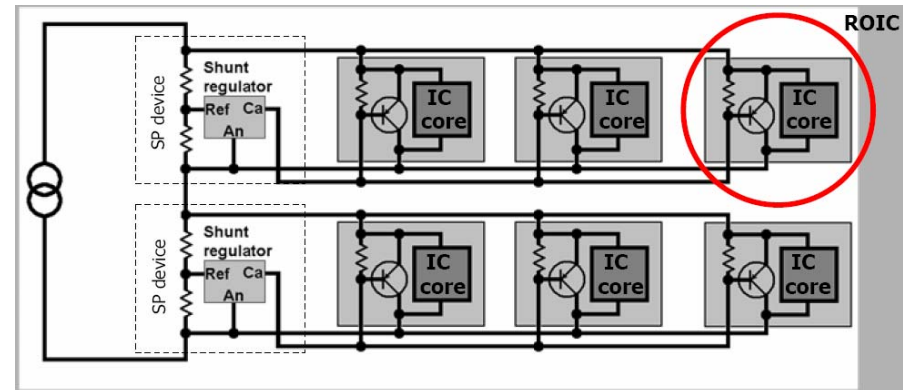 ROIC
SP device
Shunt
regulator
Ref Ca
An
IC
core
IC
core
IC
core
SP device
Shunt
regulator
Ref Ca
An
IC
core
IC
core
IC
core